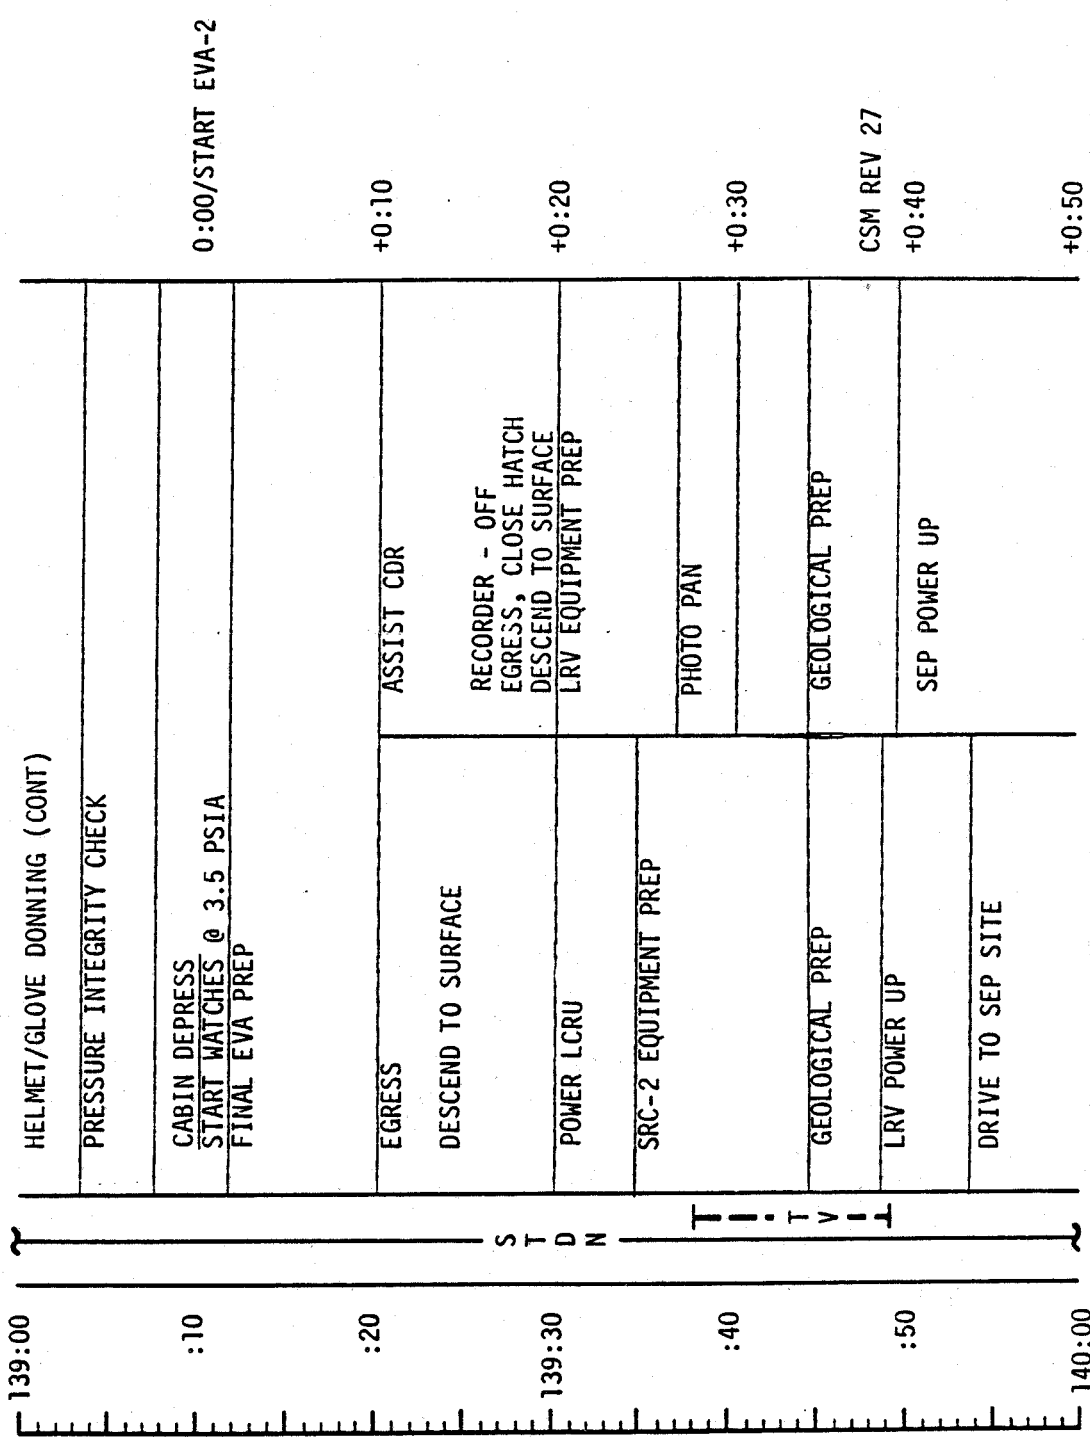 139:00
:10
:20
139:30
:40
:50
140:00
STDN
TV
HELMET/GLOVE DONNING (CONT)
PRESSURE INTEGRITY CHECK
CABIN DEPRESS
START WATCHES @ 3.5 PSIA
FINAL EVA PREP
EGRESS
DESCEND TO SURFACE
POWER LCRU
SRC-2 EQUIPMENT PREP
GEOLOGICAL PREP
LRV POWER UP
DRIVE TO SEP SITE
ASSIST CDR
RECORDER - OFF
EGRESS, CLOSE HATCH
DESCEND TO SURFACE
LRV EQUIPMENT PREP
PHOTO PAN
GEOLOGICAL PREP
SEP POWER UP
0:00/START EVA-2
+0:10
+0:20
+0:30
CSM REV 27
+0:40
+0:50